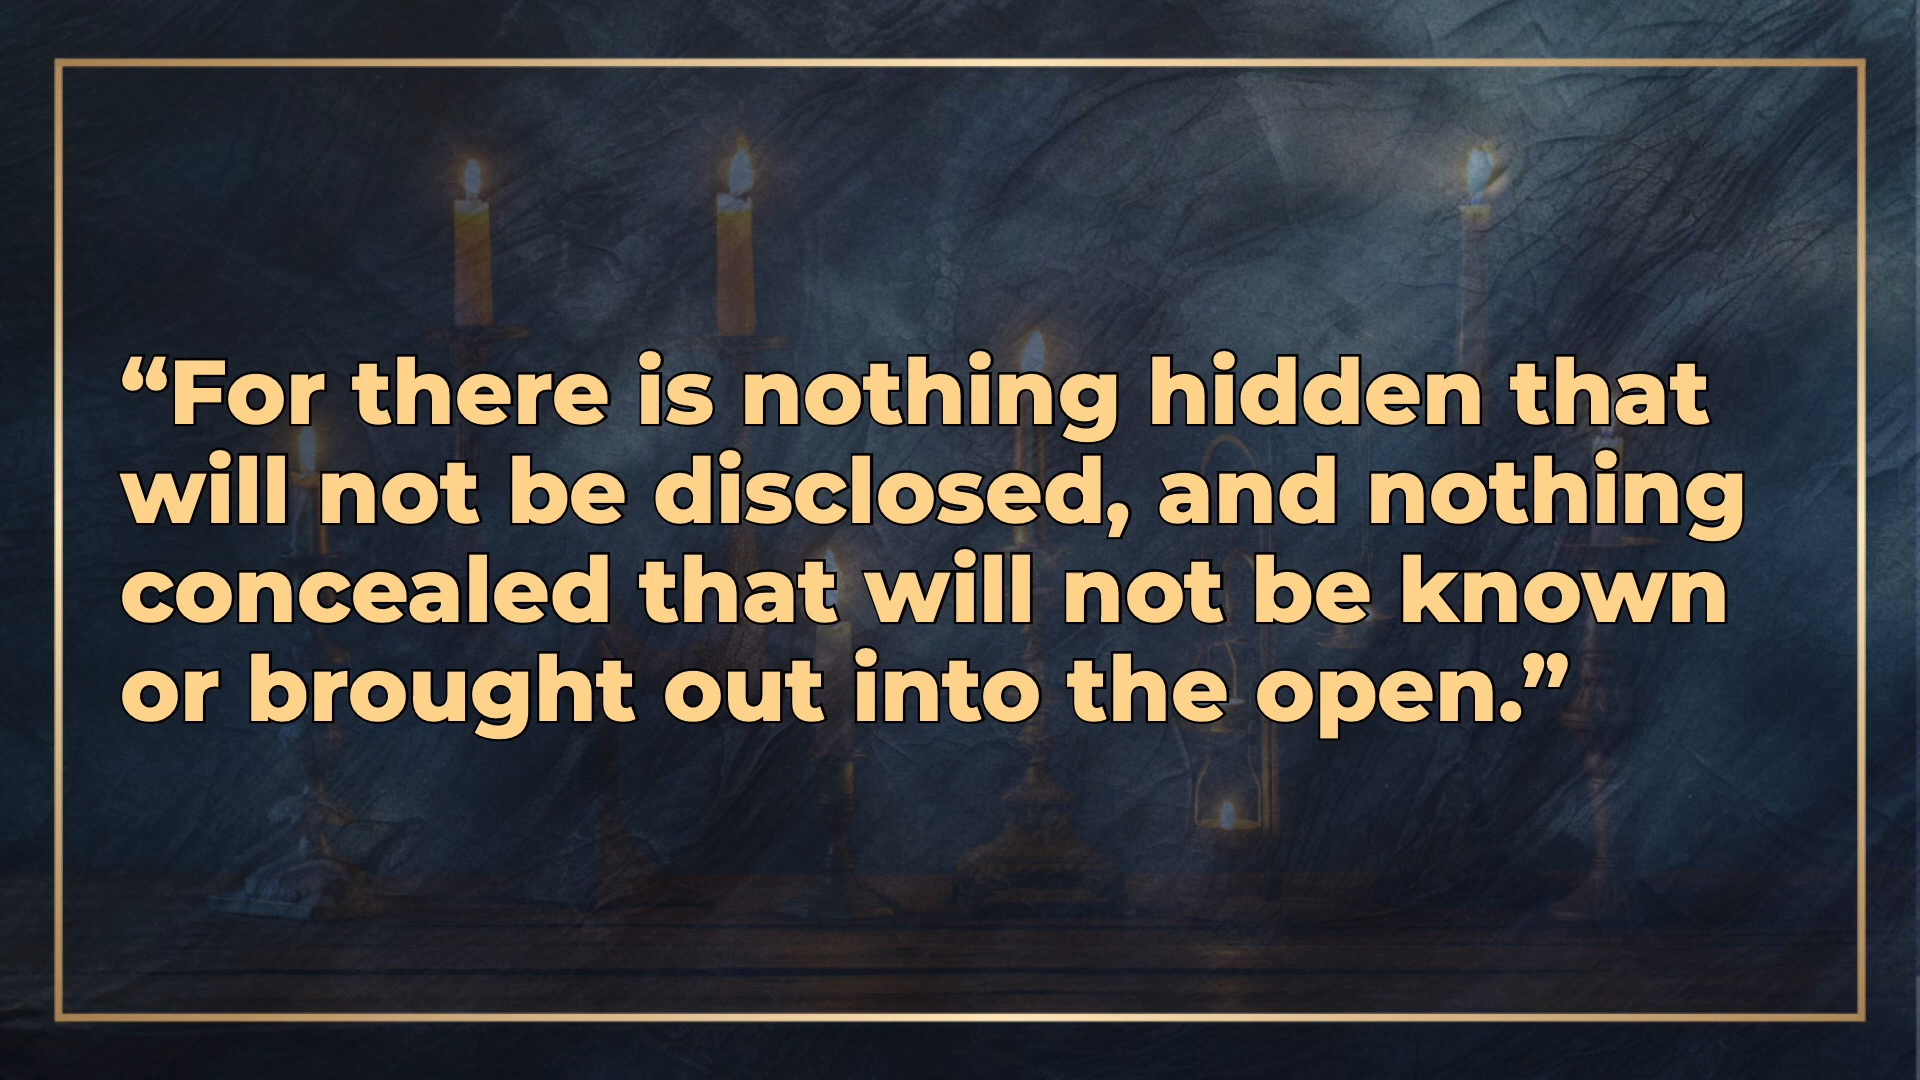 “For there is nothing hidden that
will not be disclosed, and nothing
concealed that will not be known
or brought out into the open.”